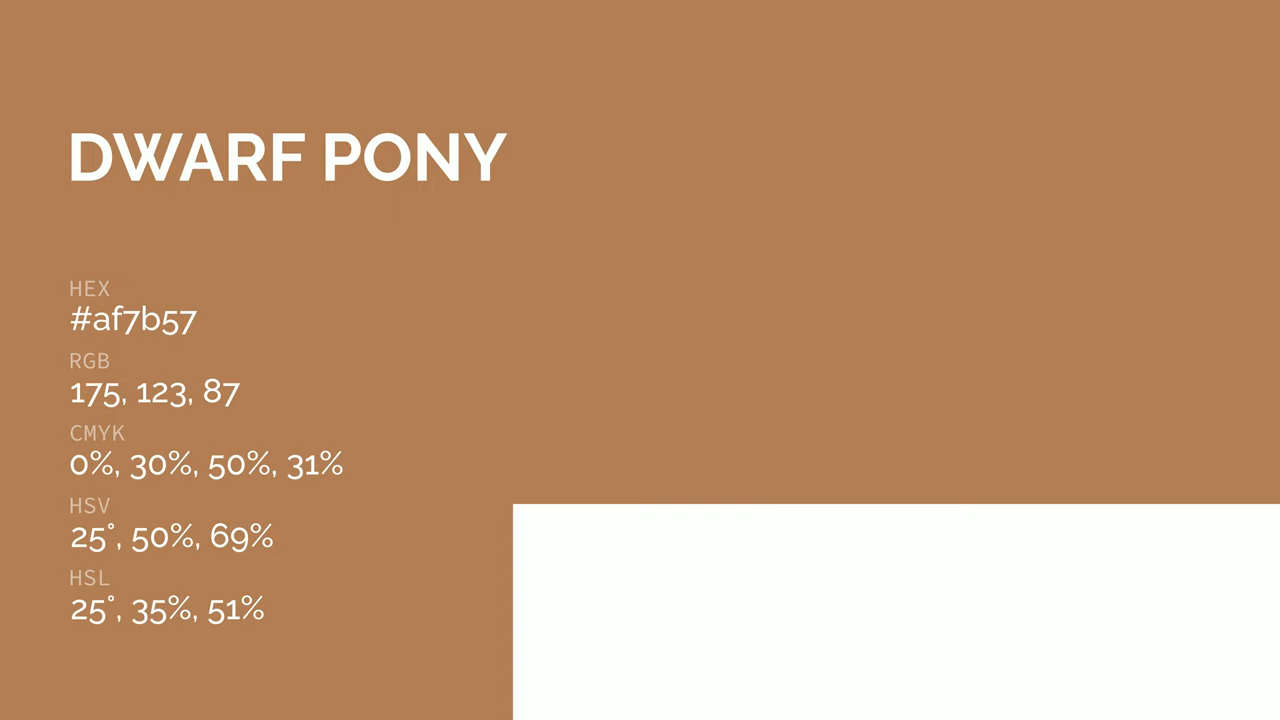 DWARF PONY
HEX
#af7b57
RGB
175, 123, 87
CMYK
0%, 30%, 50%, 31%
HSV
25°, 50%, 69%
HSL
25°, 35%, 51%